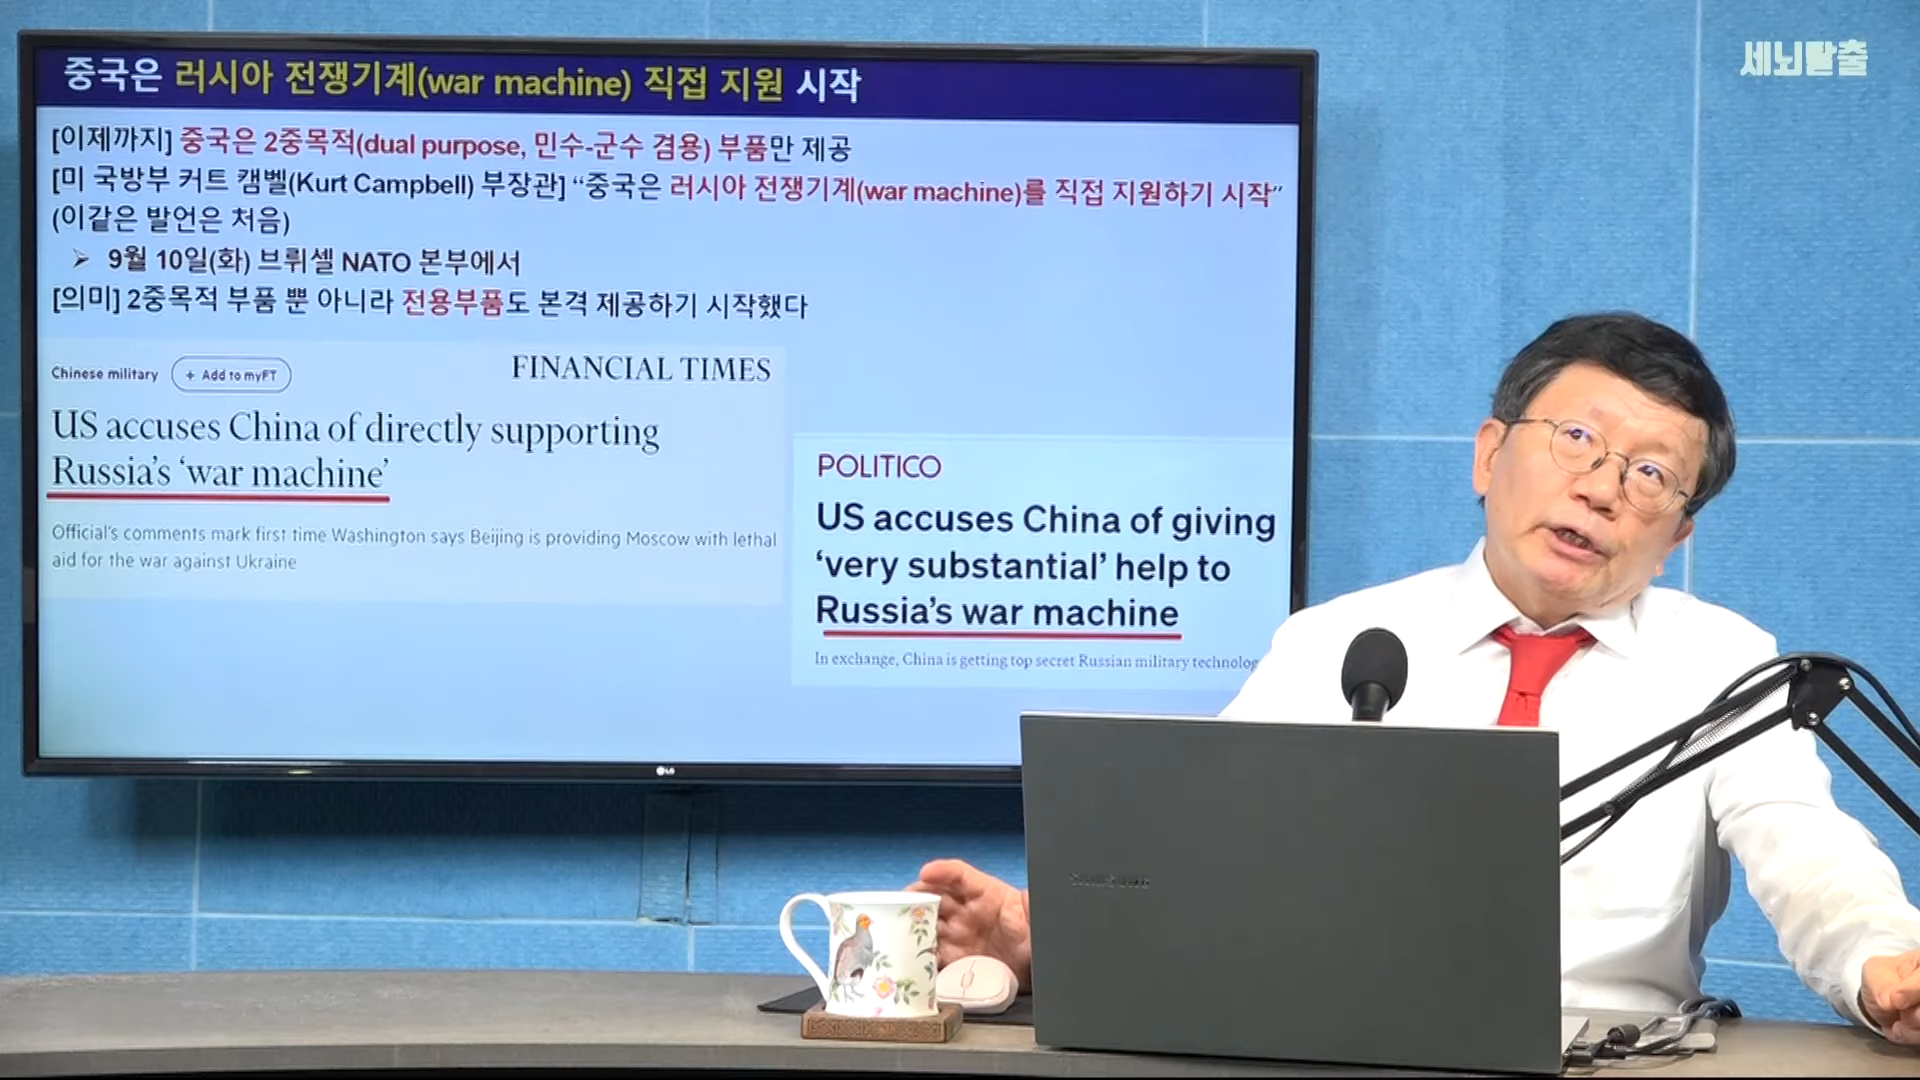 세뇌탈출
중국은 러시아 전쟁기계(war machine) 직접 지원 시작
[이제까지] 중국은 2중목적(dual purpose, 민수-군수 겸용) 부품만 제공
[미 국방부 커트 캠벨(Kurt Campbell) 부장관] “중국은 러시아 전쟁기계(war machine)를 직접 지원하기 시작”
(이같은 발언은 처음)
➢ 9월 10일(화) 브뤼셀 NATO 본부에서
[의미] 2중목적 부품 뿐 아니라 전용부품도 본격 제공하기 시작했다
Chinese military + Add to myFT
FINANCIAL TIMES
US accuses China of directly supporting
Russia’s ‘war machine’
Official’s comments mark first time Washington says Beijing is providing Moscow with lethal
aid for the war against Ukraine
POLITICO
US accuses China of giving
‘very substantial’ help to
Russia’s war machine
In exchange, China is getting top secret Russian military technolog
LG
SAMSUNG